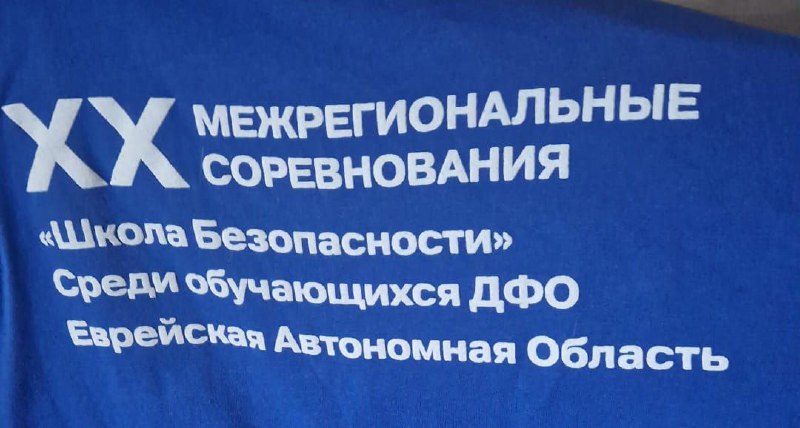 XX МЕЖРЕГИОНАЛЬНЫЕ
СОРЕВНОВАНИЯ
«Школа Безопасности»
Среди обучающихся ДФО
Еврейская Автономная Область